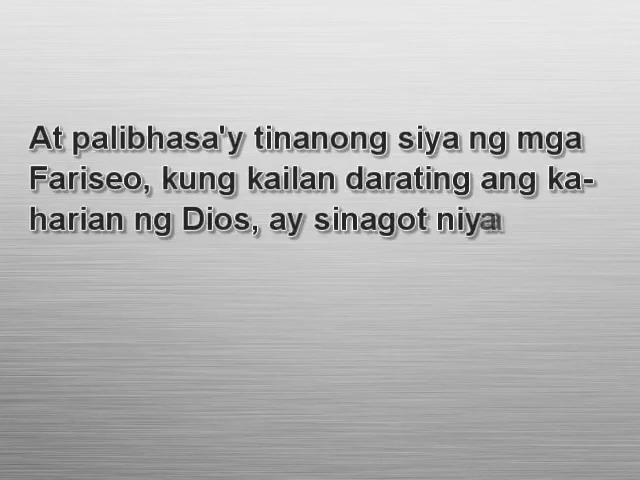 At palibhasa'y tinanong siya ng mga
Fariseo, kung kailan darating ang ka-
harian ng Dios, ay sinagot niya